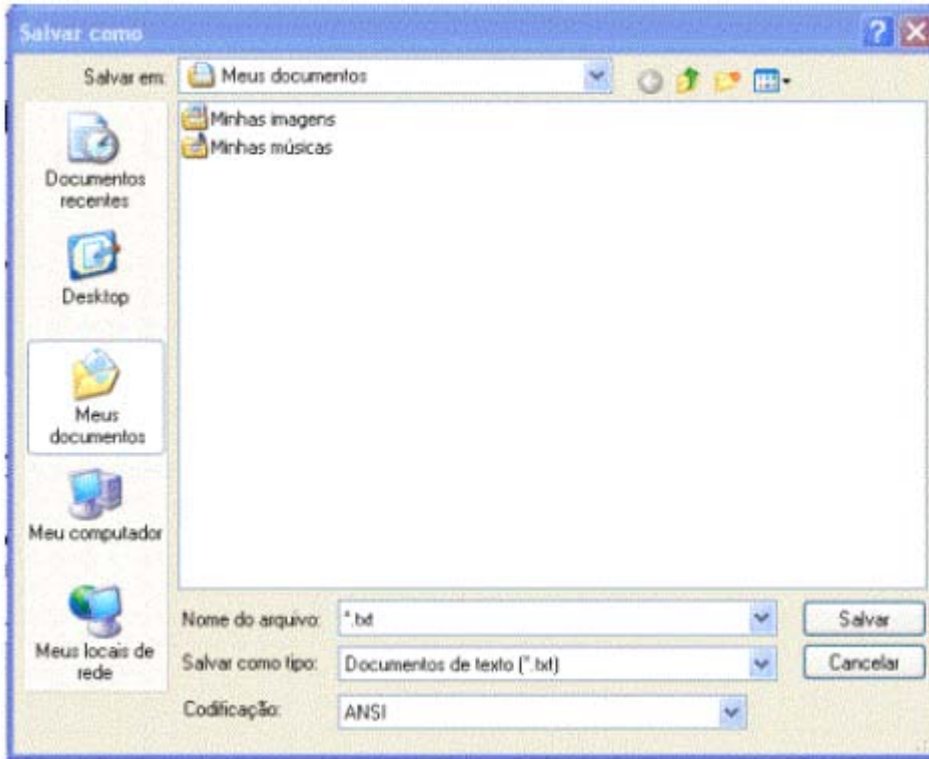 Salvar como
Salvar em:
Meus documentos
Minhas imagens
Minhas músicas
Documentos
recentes
Desktop
Meus
documentos
Meu computador
Meus locais de
rede
Nome do arquivo:
*.txt
Salvar
Salvar como tipo:
Documentos de texto (*.txt)
Cancelar
Codificação:
ANSI